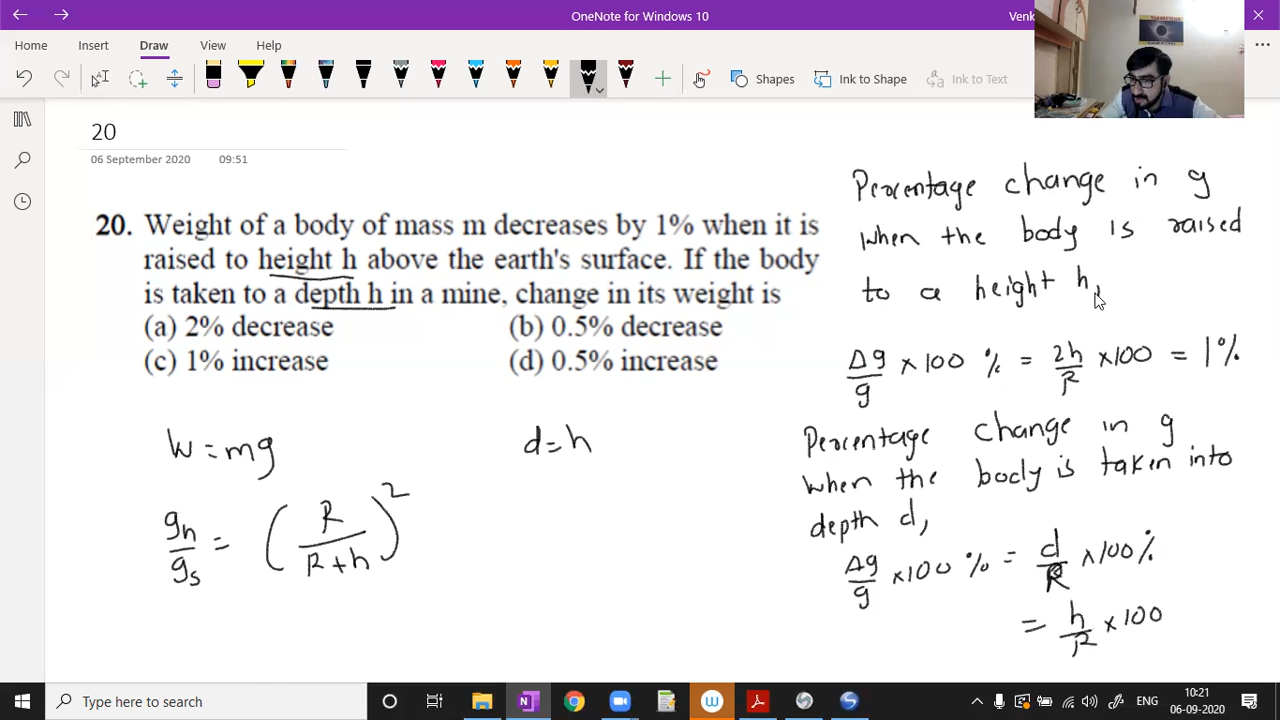 OneNote for Windows 10
Venk
Home Insert Draw View Help
Shapes Ink to Shape Ink to Text
20
06 September 2020 09:51
20. Weight of a body of mass m decreases by 1% when it is
raised to height h above the earth's surface. If the body
is taken to a depth h in a mine, change in its weight is
(a) 2% decrease (b) 0.5% decrease
(c) 1% increase (d) 0.5% increase
W = mg d = h
gh/gs = (R/R+h)²
Percentage change in g
when the body is raised
to a height h,
Δg/g × 100 % = 2h/R × 100 = 1%
Percentage change in g
when the body is taken into
depth d,
Δg/g × 100 % = d/R × 100%
= h/R × 100
Type here to search
ENG
10:21
06-09-2020